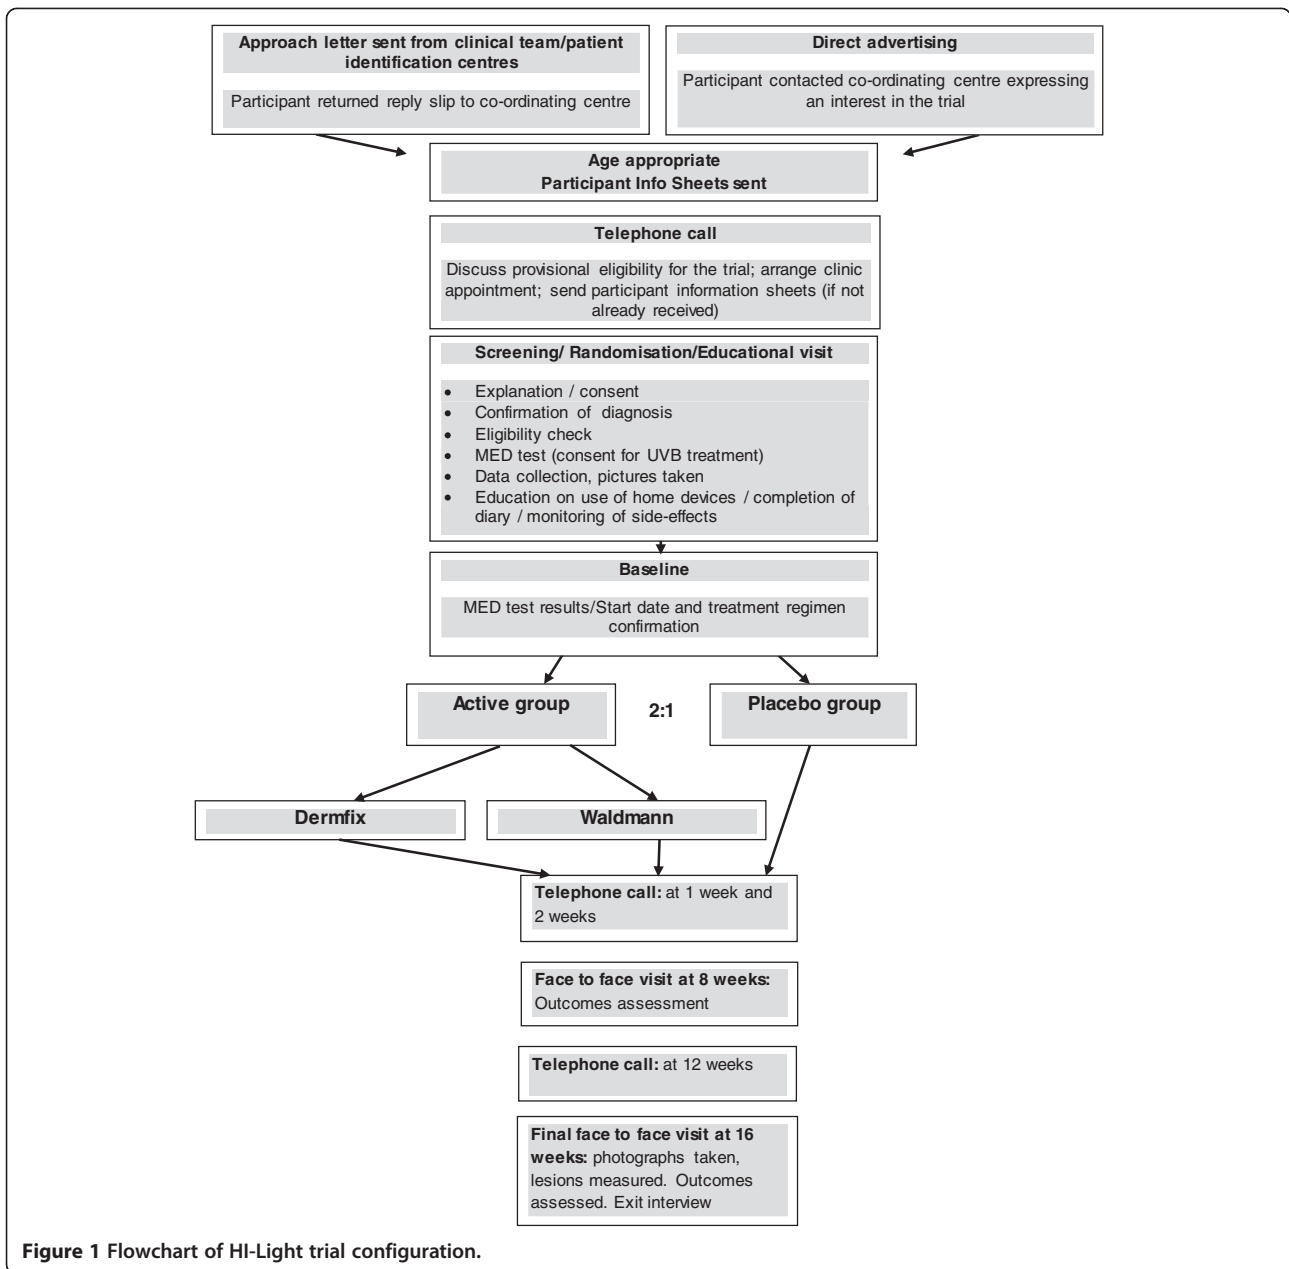 Approach letter sent from clinical team/patient
identification centres
Participant returned reply slip to co-ordinating centre
Direct advertising
Participant contacted co-ordinating centre expressing
an interest in the trial
Age appropriate
Participant Info Sheets sent
Telephone call
Discuss provisional eligibility for the trial; arrange clinic
appointment; send participant information sheets (if not
already received)
Screening/ Randomisation/Educational visit
• Explanation / consent
• Confirmation of diagnosis
• Eligibility check
• MED test (consent for UVB treatment)
• Data collection, pictures taken
• Education on use of home devices / completion of
diary / monitoring of side-effects
Baseline
MED test results/Start date and treatment regimen
confirmation
Active group
2:1
Placebo group
Dermfix
Waldmann
Telephone call: at 1 week and
2 weeks
Face to face visit at 8 weeks:
Outcomes assessment
Telephone call: at 12 weeks
Final face to face visit at 16
weeks: photographs taken,
lesions measured. Outcomes
assessed. Exit interview
Figure 1 Flowchart of HI-Light trial configuration.